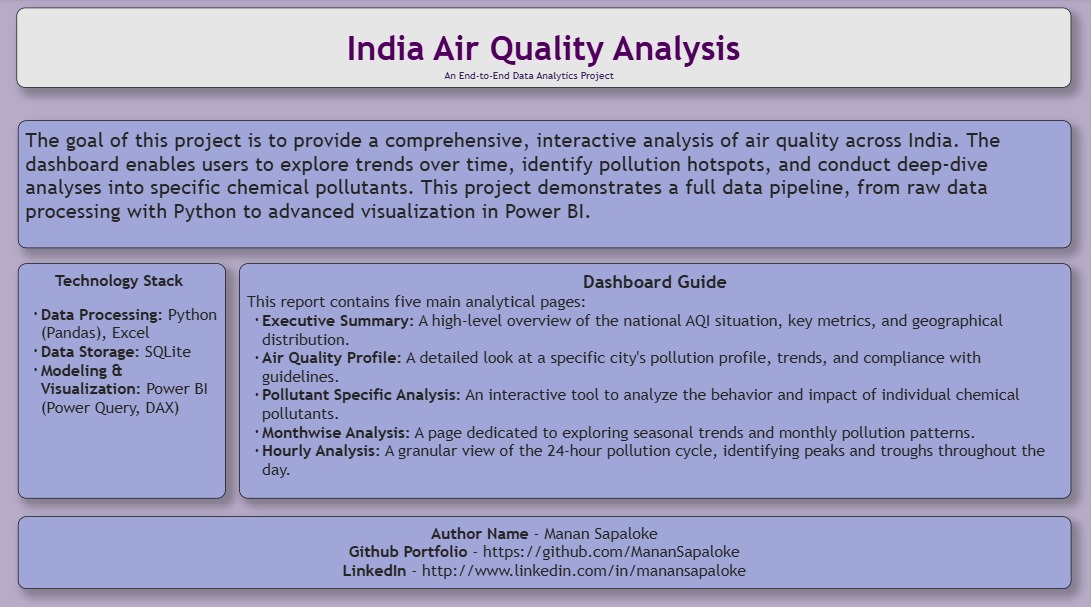 India Air Quality Analysis
An End-to-End Data Analytics Project
The goal of this project is to provide a comprehensive, interactive analysis of air quality across India. The
dashboard enables users to explore trends over time, identify pollution hotspots, and conduct deep-dive
analyses into specific chemical pollutants. This project demonstrates a full data pipeline, from raw data
processing with Python to advanced visualization in Power BI.
Technology Stack
· Data Processing: Python
(Pandas), Excel
· Data Storage: SQLite
· Modeling &
Visualization: Power BI
(Power Query, DAX)
Dashboard Guide
This report contains five main analytical pages:
· Executive Summary: A high-level overview of the national AQI situation, key metrics, and geographical
distribution.
· Air Quality Profile: A detailed look at a specific city's pollution profile, trends, and compliance with
guidelines.
· Pollutant Specific Analysis: An interactive tool to analyze the behavior and impact of individual chemical
pollutants.
· Monthwise Analysis: A page dedicated to exploring seasonal trends and monthly pollution patterns.
· Hourly Analysis: A granular view of the 24-hour pollution cycle, identifying peaks and troughs throughout the
day.
Author Name - Manan Sapaloke
Github Portfolio - https://github.com/MananSapaloke
LinkedIn - http://www.linkedin.com/in/manansapaloke